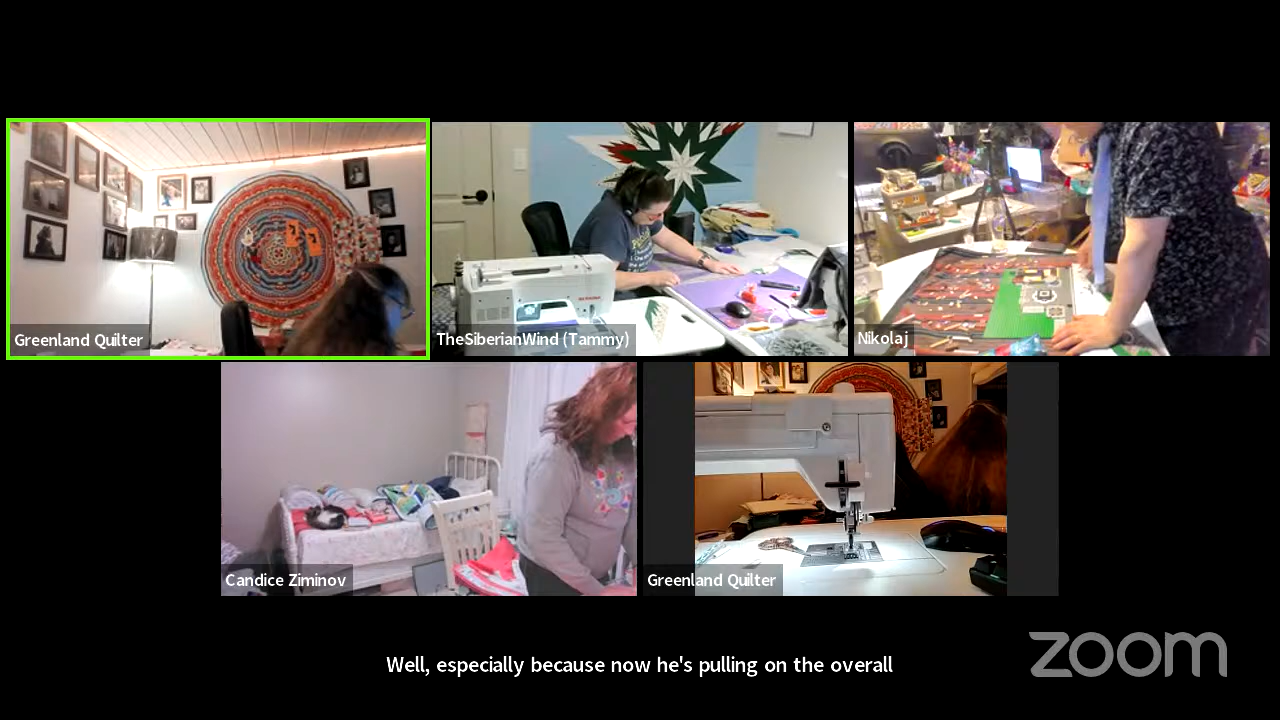 Greenland Quilter
TheSiberianWind (Tammy)
Nikolaj
Candice Ziminov
Greenland Quilter
Well, especially because now he's pulling on the overall
zoom